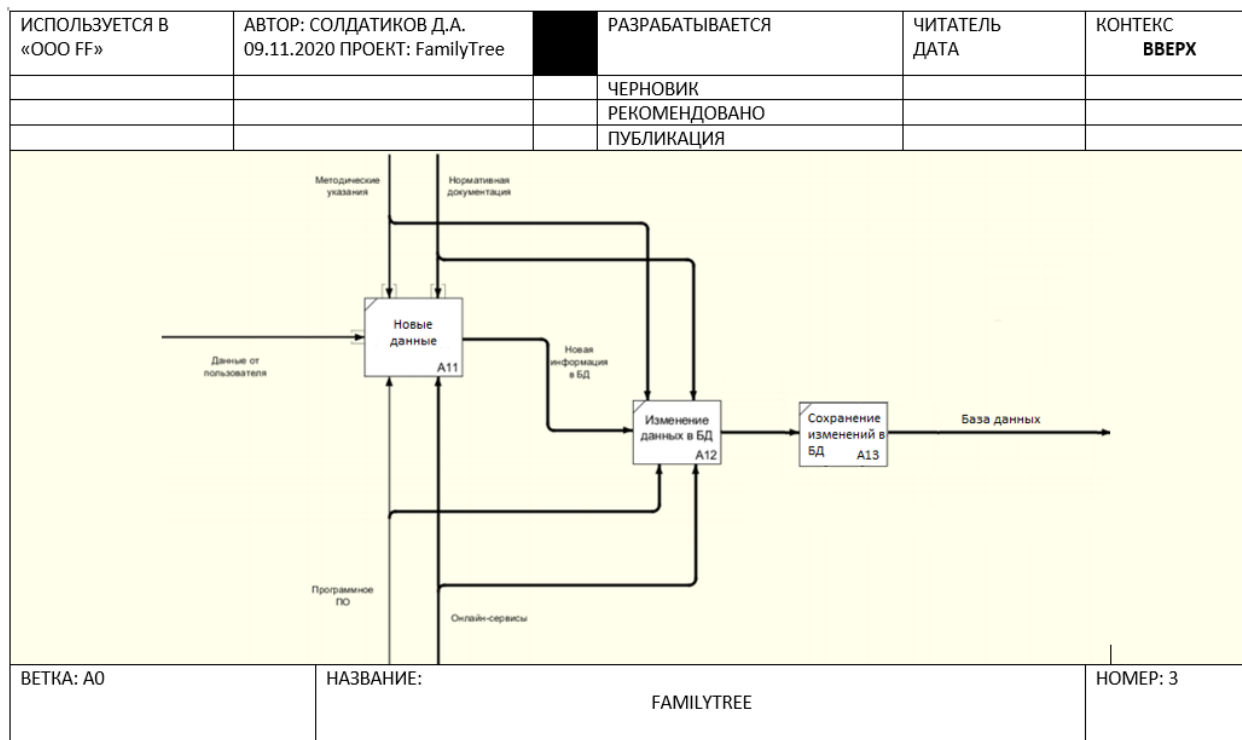 ИСПОЛЬЗУЕТСЯ В
«ООО FF»
АВТОР: СОЛДАТИКОВ Д.А.
09.11.2020 ПРОЕКТ: FamilyTree
РАЗРАБАТЫВАЕТСЯ
ЧИТАТЕЛЬ
ДАТА
КОНТЕКС
ВВЕРХ
ЧЕРНОВИК
РЕКОМЕНДОВАНО
ПУБЛИКАЦИЯ
Методические
указания
Нормативная
документация
Новые
данные
A11
Данные от
пользователя
Новая
информация
в БД
Изменение
данных в БД
A12
Сохранение
изменений в
БД
A13
База данных
Программное
ПО
Онлайн-сервисы
ВЕТКА: А0
НАЗВАНИЕ:
FAMILYTREE
НОМЕР: 3